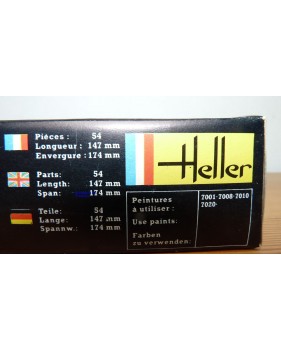 Pièces : 54
Longueur : 147 mm
Envergure : 174 mm
Parts: 54
Length: 147 mm
Span: 174 mm
Teile: 54
Lange: 147 mm
Spannw.: 174 mm
Heller
Peintures
à utiliser :
Use paints:
Farben
zu verwenden:
7001-7008-7010
7020-